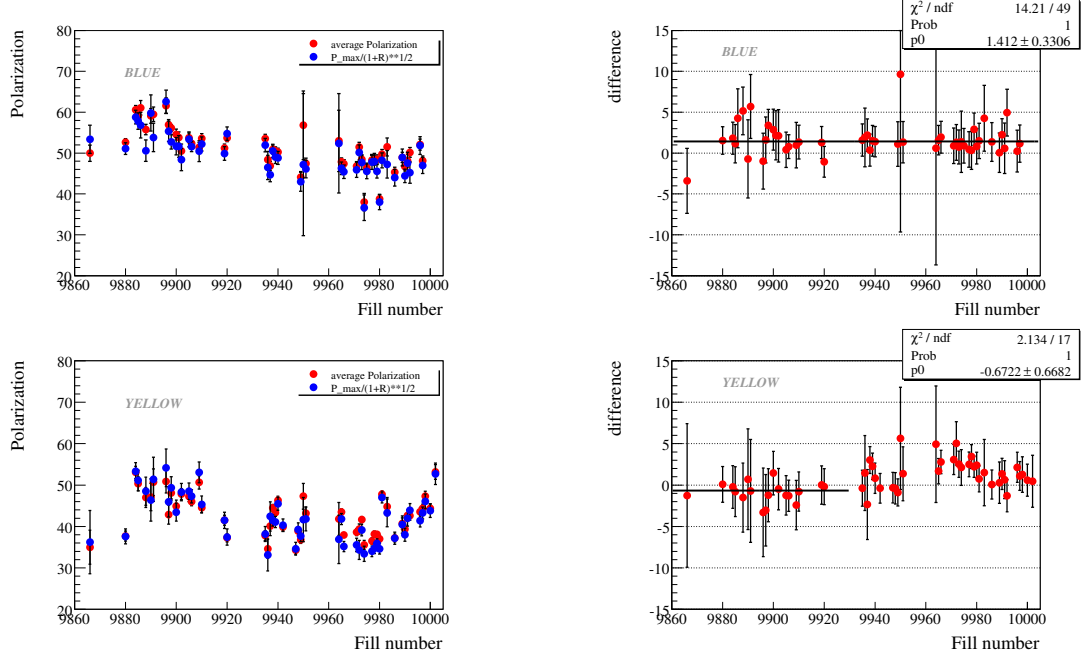 80
70
60
50
40
30
20
Polarization
BLUE
average Polarization
P_max/(1+R)**1/2
9860 9880 9900 9920 9940 9960 9980 10000
Fill number
χ² / ndf 14.21 / 49
Prob 1
p0 1.412 ± 0.3306
15
10
5
0
-5
-10
-15
difference
BLUE
9860 9880 9900 9920 9940 9960 9980 10000
Fill number
80
70
60
50
40
30
20
Polarization
YELLOW
average Polarization
P_max/(1+R)**1/2
9860 9880 9900 9920 9940 9960 9980 10000
Fill number
χ² / ndf 2.134 / 17
Prob 1
p0 -0.6722 ± 0.6682
15
10
5
0
-5
-10
-15
difference
YELLOW
9860 9880 9900 9920 9940 9960 9980 10000
Fill number